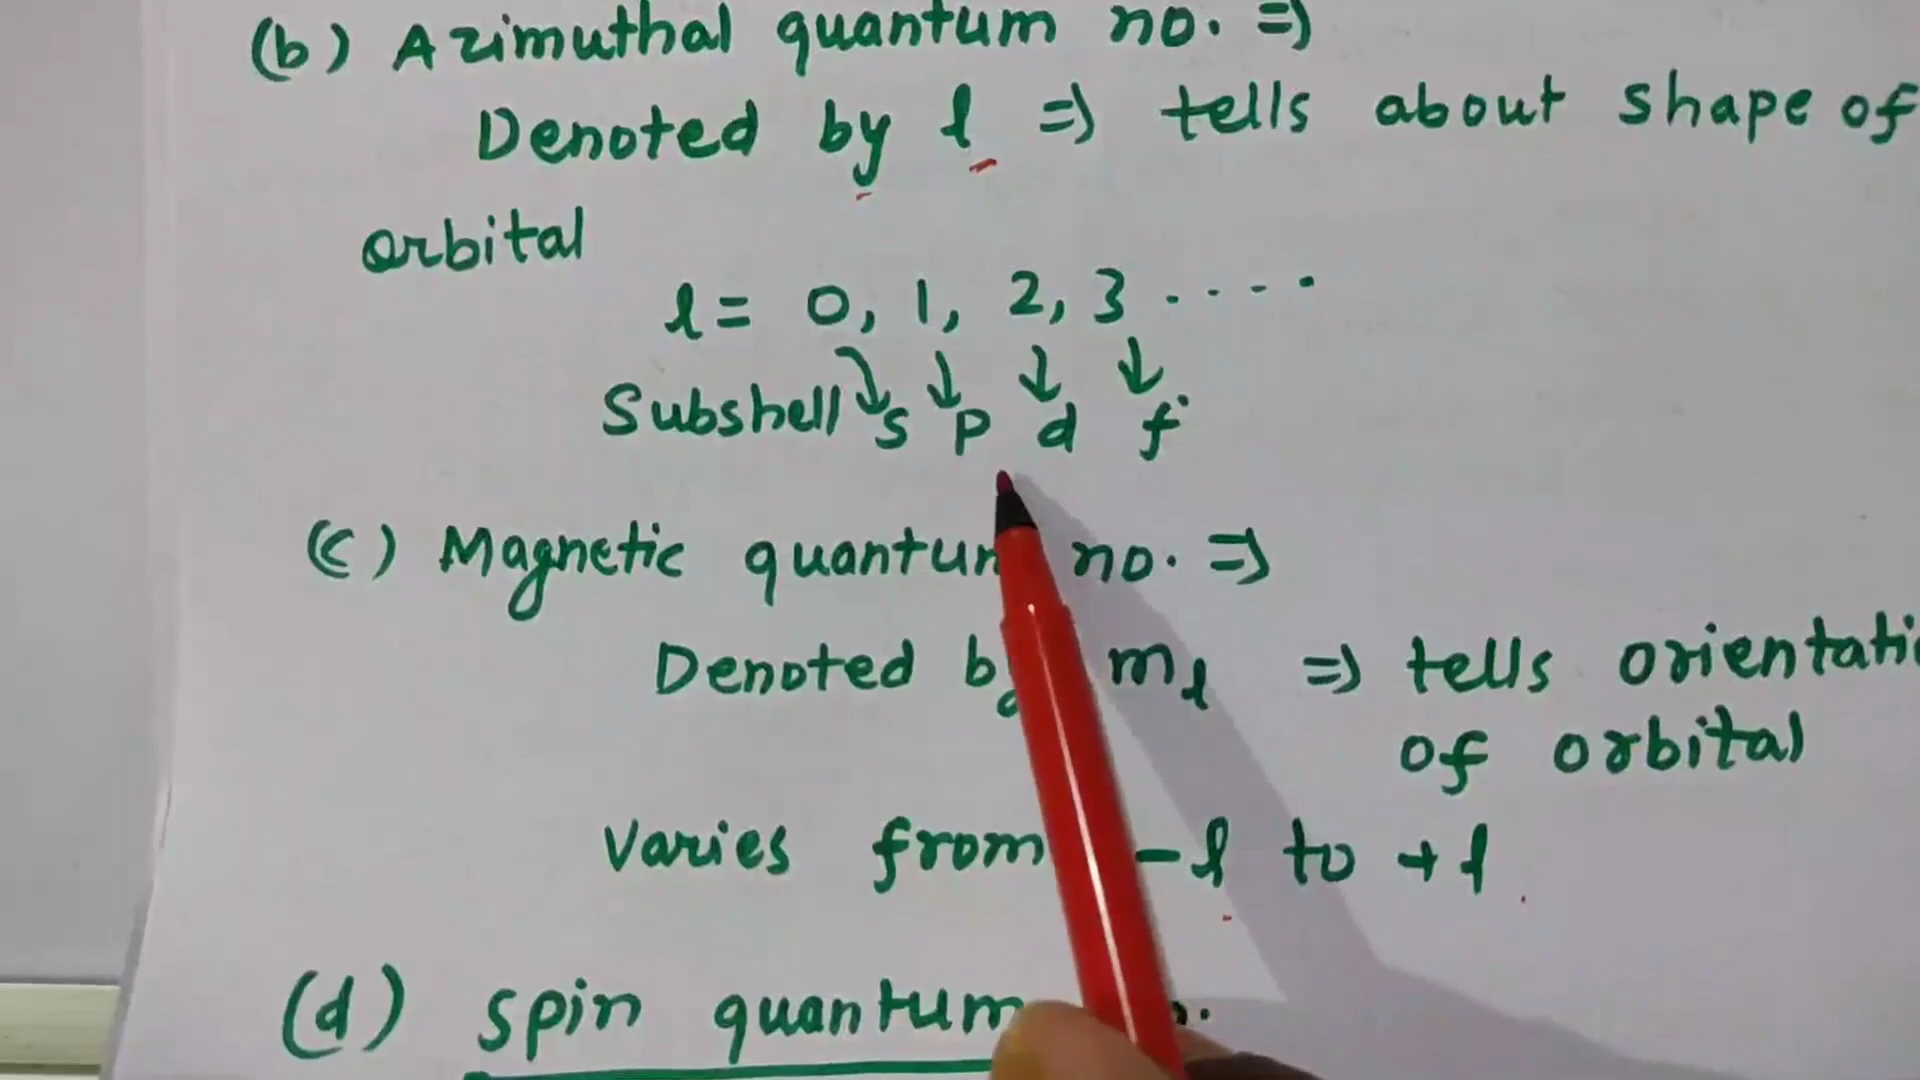 (b) Azimuthal quantum no. ⇒
Denoted by l ⇒ tells about shape of
orbital
l = 0, 1, 2, 3 ....
Subshell s p d f
(c) Magnetic quantum no. ⇒
Denoted by ml ⇒ tells orientati
of orbital
Varies from -l to +l
(d) spin quantum